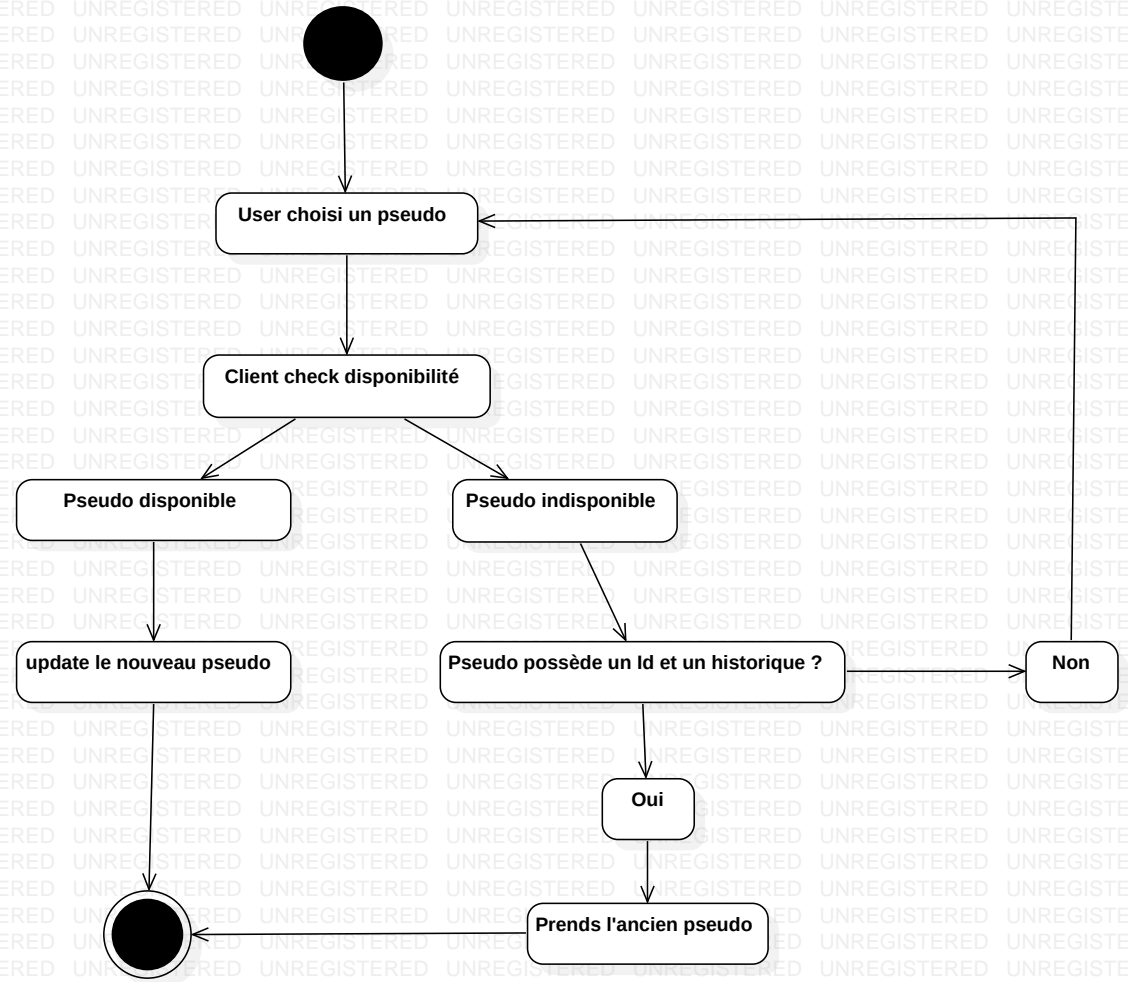 User choisi un pseudo
Client check disponibilité
Pseudo disponible
Pseudo indisponible
update le nouveau pseudo
Pseudo possède un Id et un historique ?
Non
Oui
Prends l'ancien pseudo
UNREGISTERED